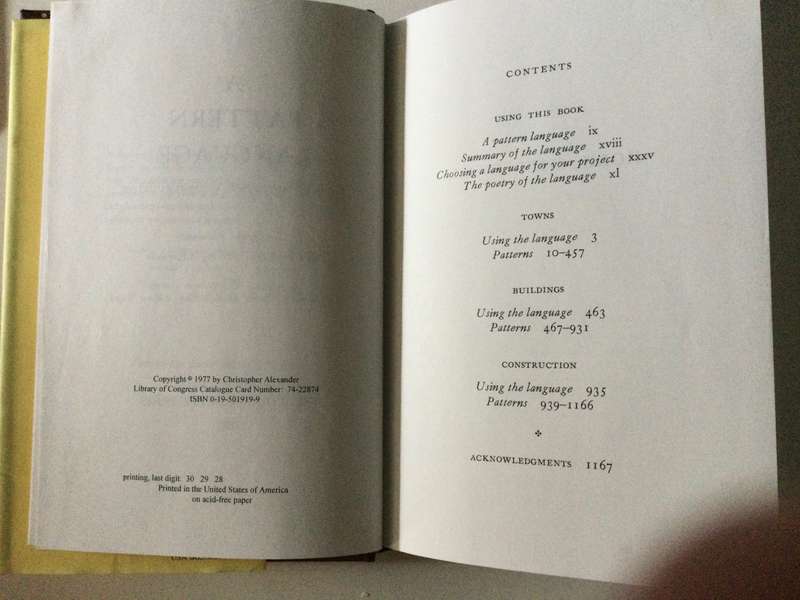 Copyright © 1977 by Christopher Alexander
Library of Congress Catalogue Card Number: 74-22874
ISBN 0-19-501919-9
printing, last digit 30 29 28
Printed in the United States of America
on acid-free paper
CONTENTS
USING THIS BOOK
A pattern language ix
Summary of the language xviii
Choosing a language for your project xxxv
The poetry of the language xl
TOWNS
Using the language 3
Patterns 10–457
BUILDINGS
Using the language 463
Patterns 467–931
CONSTRUCTION
Using the language 935
Patterns 939–1166
ACKNOWLEDGMENTS 1167